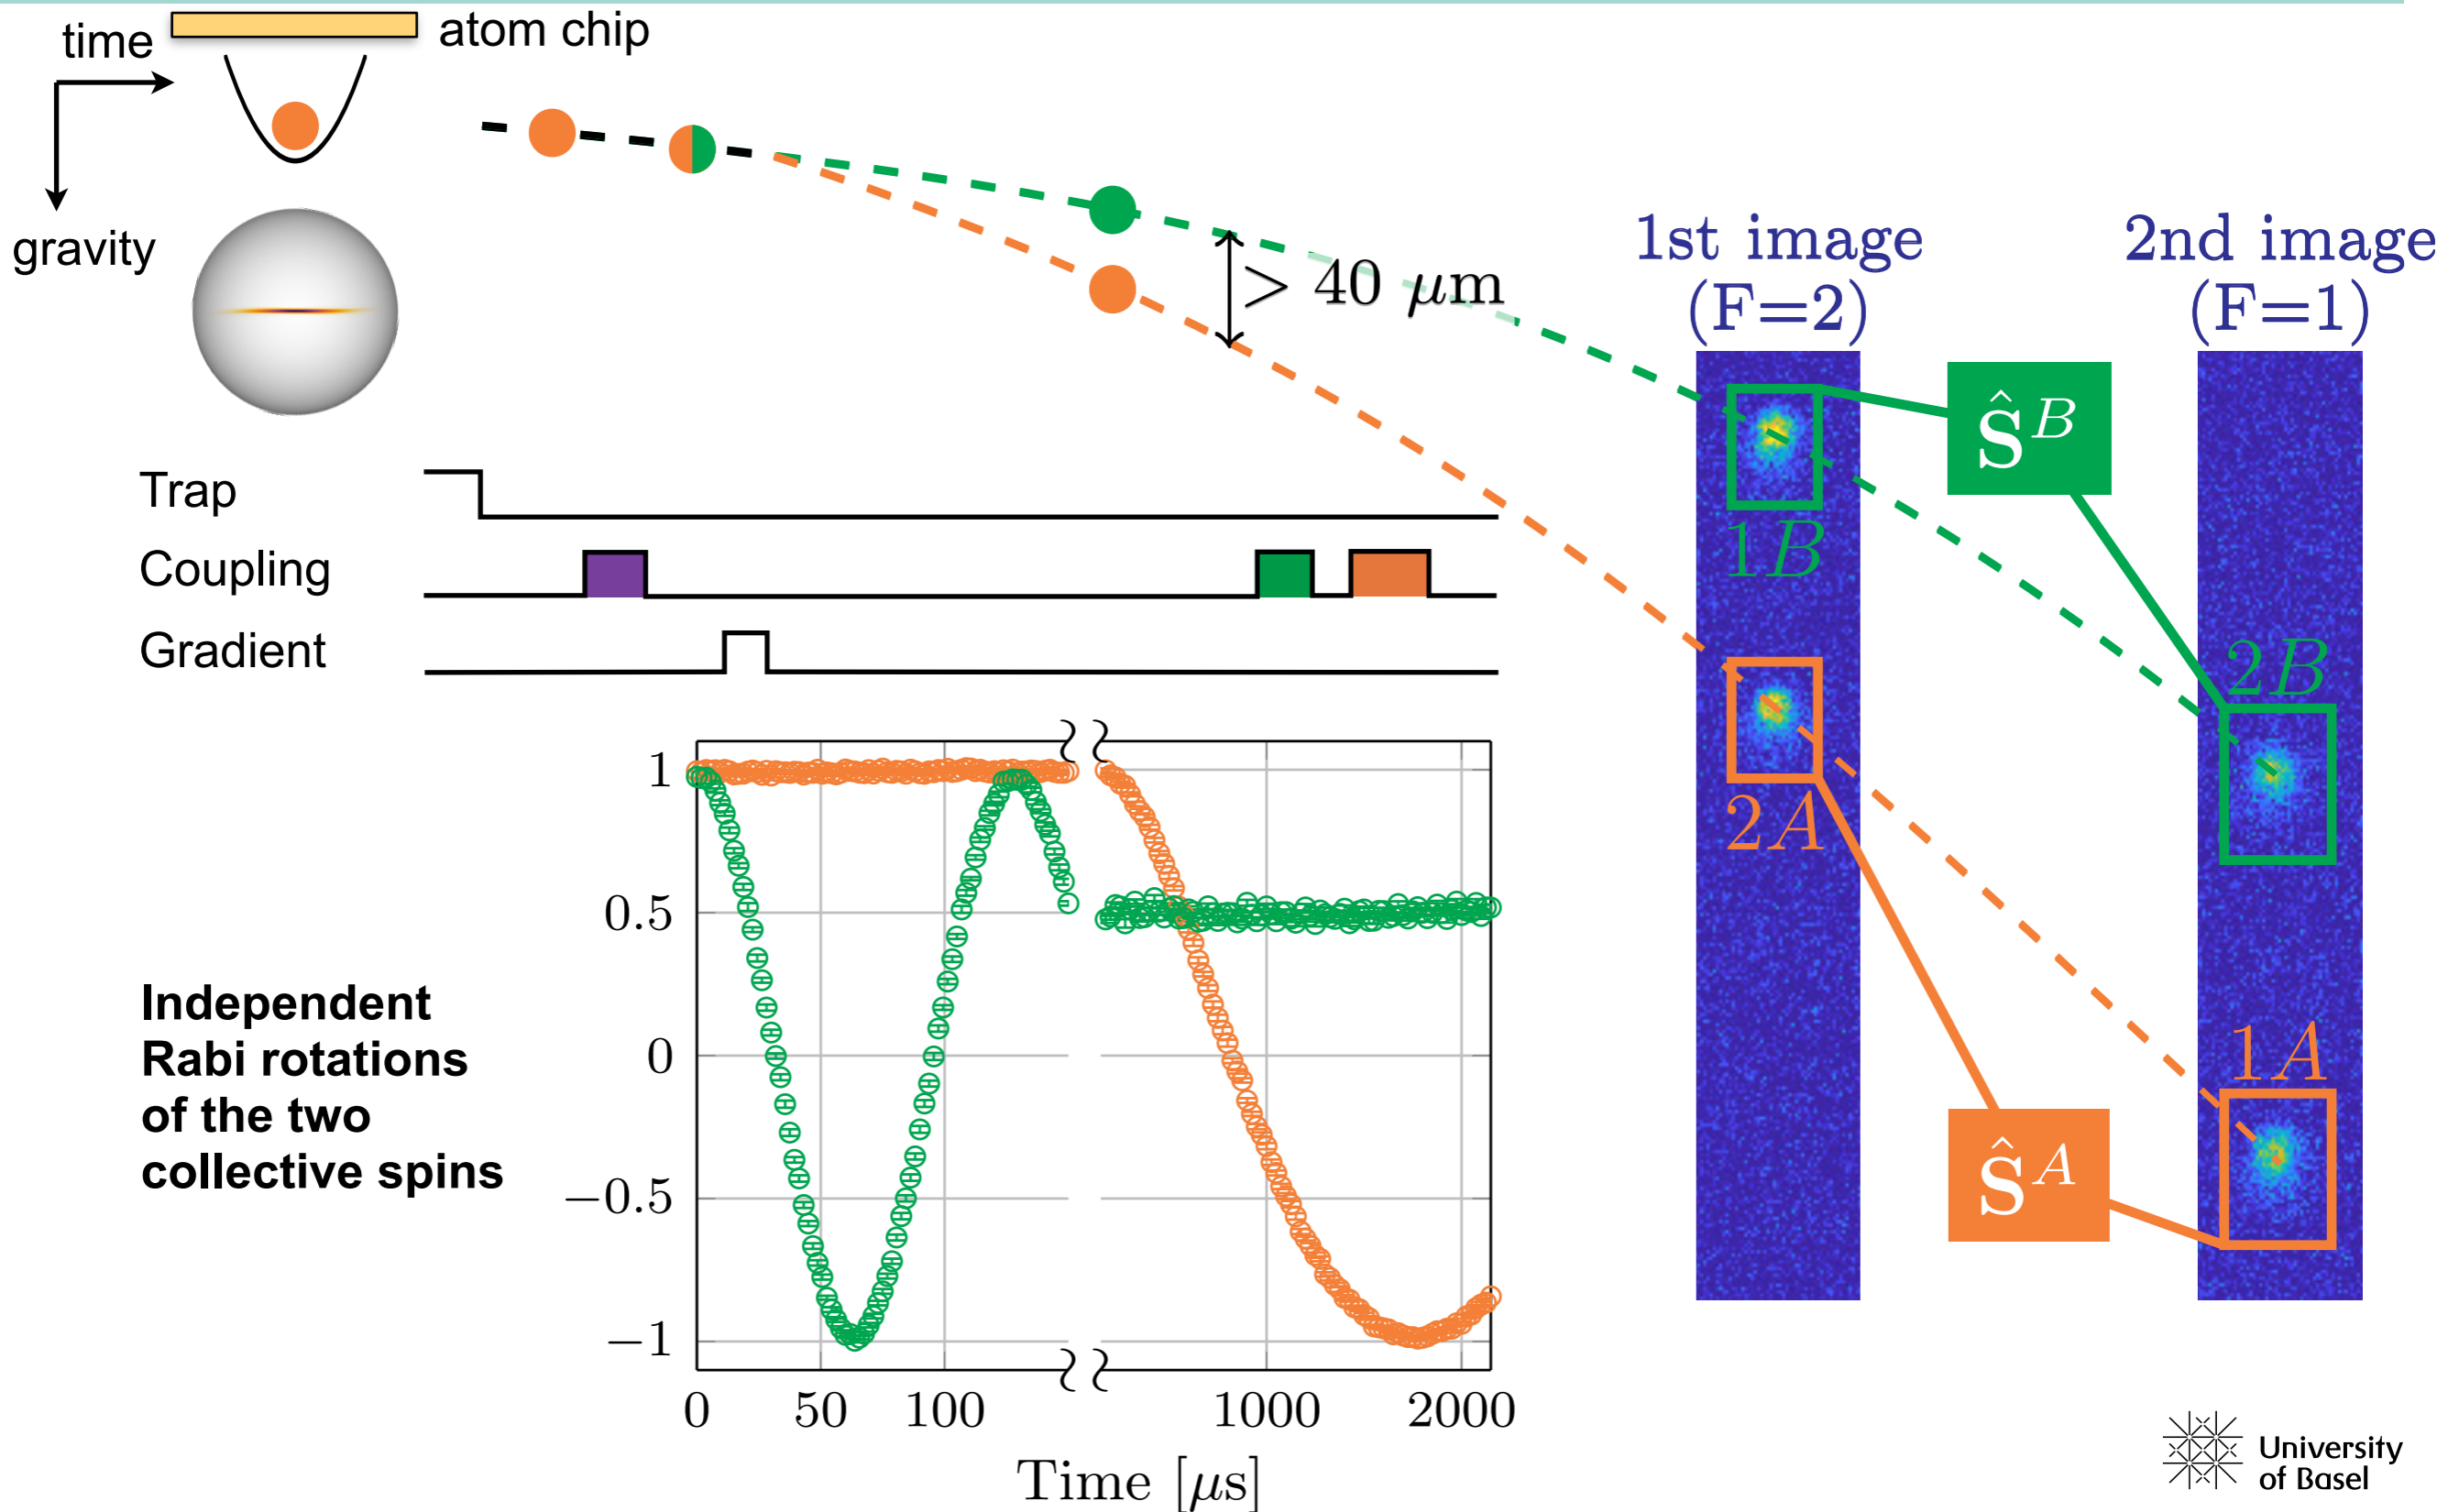 time
atom chip
gravity
> 40 μm
1st image
(F=2)
2nd image
(F=1)
Trap
Coupling
Gradient
1B
2A
Ŝ^B
2B
1A
Ŝ^A
Independent
Rabi rotations
of the two
collective spins
1
0.5
0
−0.5
−1
0 50 100 1000 2000
Time [μs]
University
of Basel